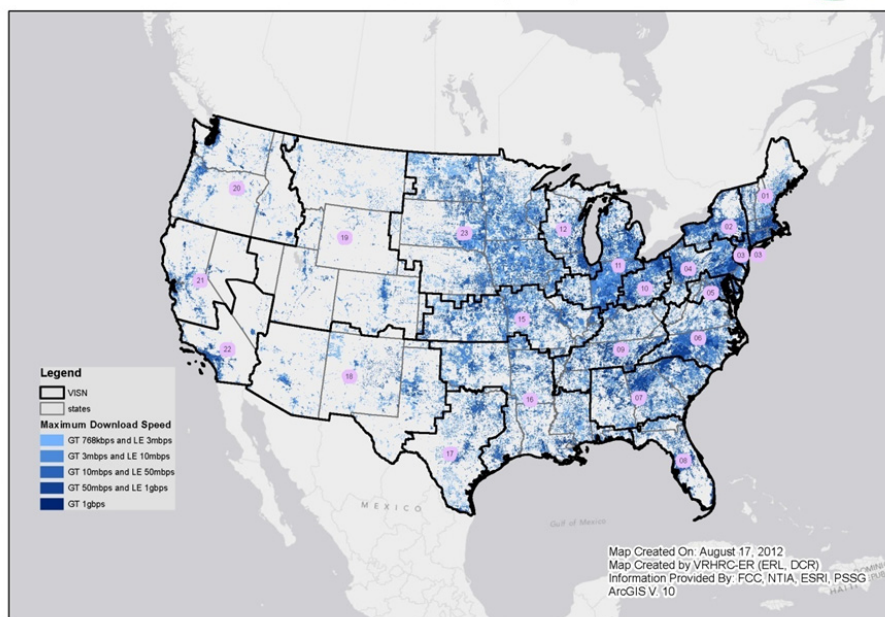 20
19
23
12
01
02
03
03
11
10
04
05
21
22
15
09
06
18
16
07
17
08
Legend
VISN
states
Maximum Download Speed
GT 768kbps and LE 3mbps
GT 3mbps and LE 10mbps
GT 10mbps and LE 50mbps
GT 50mbps and LE 1gbps
GT 1gbps
MEXICO
Gulf of Mexico
Map Created On: August 17, 2012
Map Created by VRHRC-ER (ERL, DCR)
Information Provided By: FCC, NTIA, ESRI, PSSG
ArcGIS V. 10